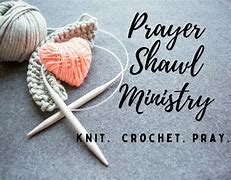 Prayer
Shawl
Ministry
KNIT. CROCHET. PRAY.